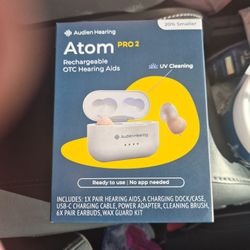 Audien Hearing
20% Smaller
Atom PRO 2
Rechargeable
OTC Hearing Aids
UV Cleaning
Audien Hearing
Ready to use | No app needed
INCLUDES: 1X PAIR HEARING AIDS, A CHARGING DOCK/CASE,
USB-C CHARGING CABLE, POWER ADAPTER, CLEANING BRUSH,
6X PAIR EARBUDS, WAX GUARD KIT